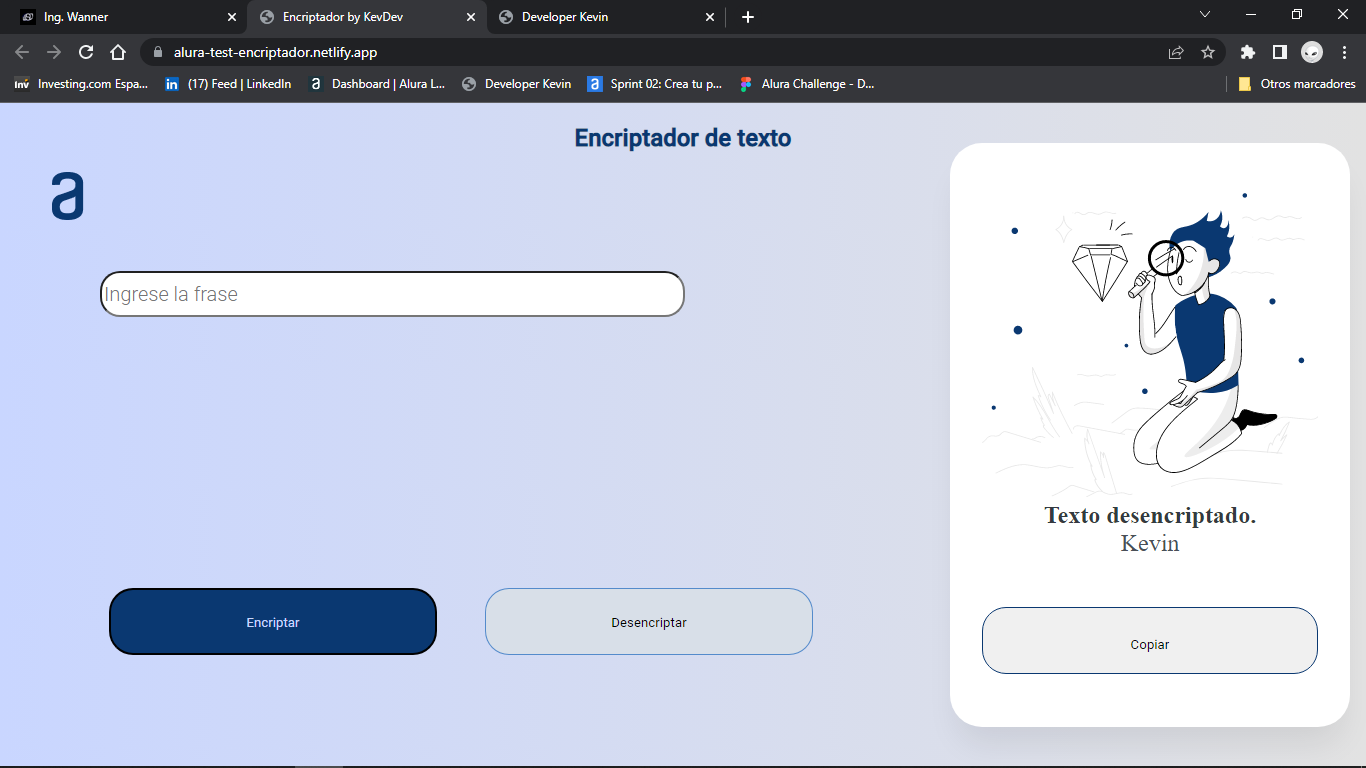 Ing. Wanner
Encriptador by KevDev
Developer Kevin
alura-test-encriptador.netlify.app
Inv Investing.com Espa...
in (17) Feed | LinkedIn
a Dashboard | Alura L...
Developer Kevin
a Sprint 02: Crea tu p...
Alura Challenge - D...
Otros marcadores
Encriptador de texto
a
Ingrese la frase
Encriptar
Desencriptar
Texto desencriptado.
Kevin
Copiar